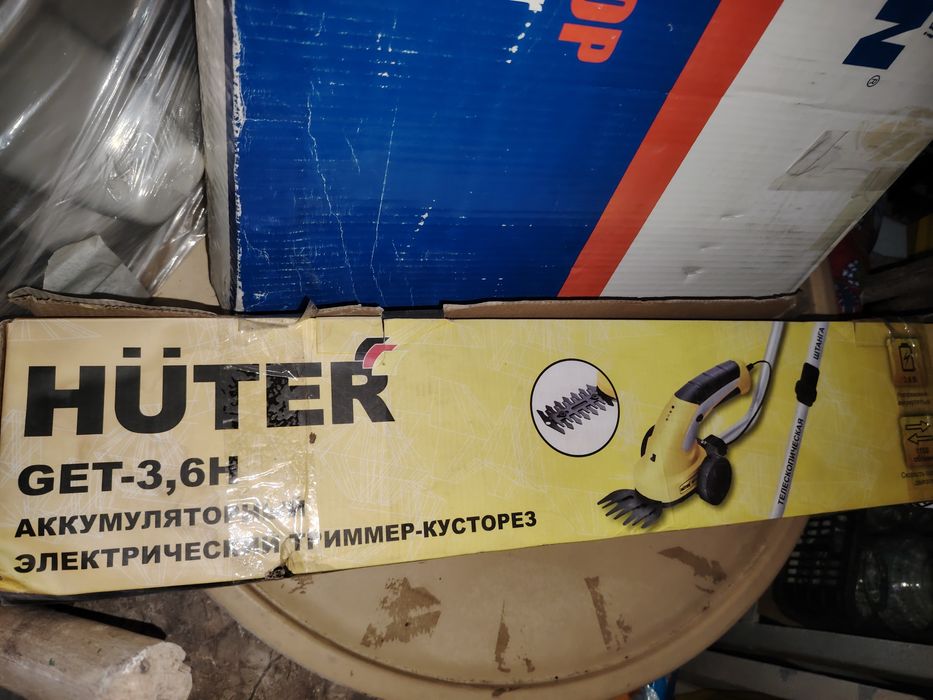 HÜTER
GET-3,6H
АККУМУЛЯТОРНЫЙ
ЭЛЕКТРИЧЕСКИЙ ТРИММЕР-КУСТОРЕЗ
ТЕЛЕСКОПИЧЕСКАЯ ШТАНГА